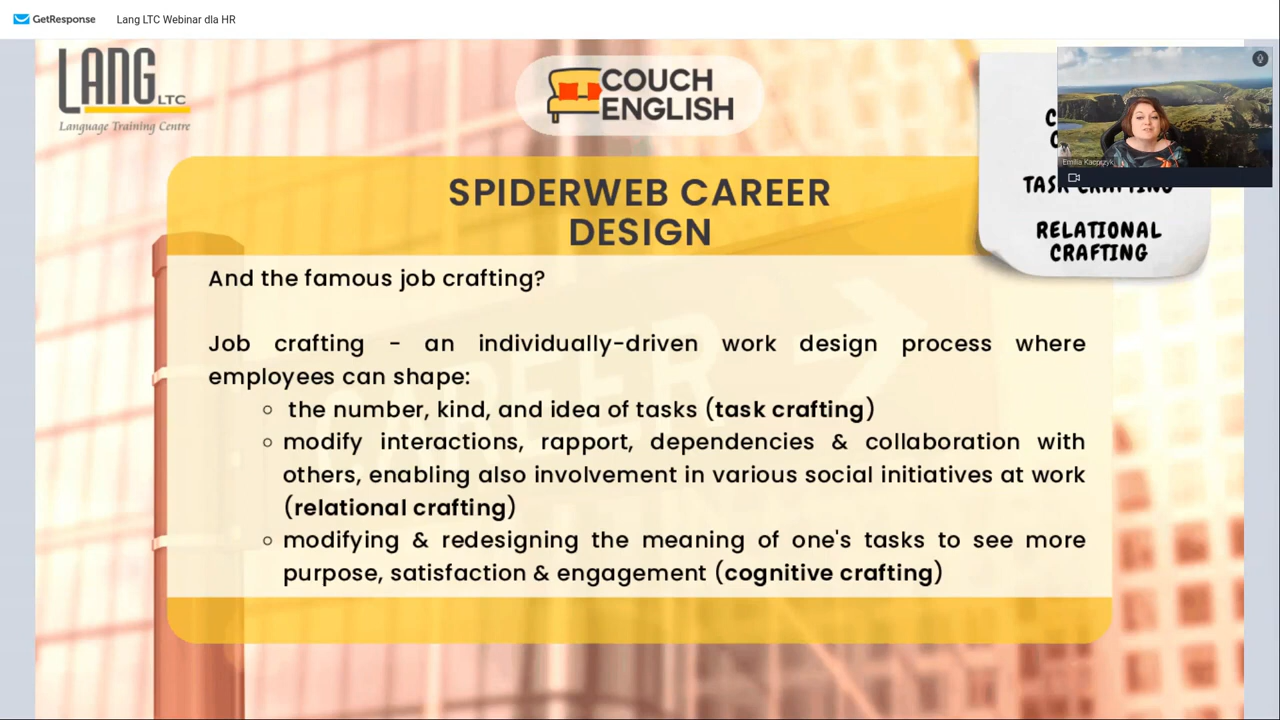 GetResponse Lang LTC Webinar dla HR
LANG LTC
Language Training Centre
COUCH
ENGLISH
Emilia Kacprzyk
TASK CRAFTING
RELATIONAL
CRAFTING
SPIDERWEB CAREER
DESIGN
And the famous job crafting?
Job crafting - an individually-driven work design process where
employees can shape:
the number, kind, and idea of tasks (task crafting)
modify interactions, rapport, dependencies & collaboration with
others, enabling also involvement in various social initiatives at work
(relational crafting)
modifying & redesigning the meaning of one's tasks to see more
purpose, satisfaction & engagement (cognitive crafting)